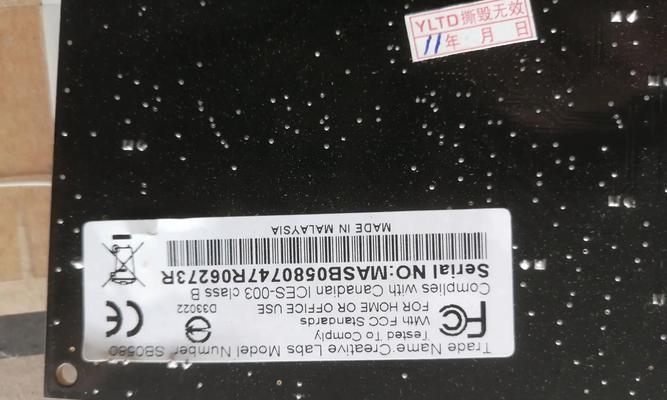 YLTD 撕毁无效
11年 月 日
Trade Name:Creative Labs Model Number SB0580
Tested To Comply
With FCC Standards
FOR HOME OR OFFICE USE
FC
D33022
CE
Complies with Canadian ICES-003 class B
Serial NO:MASB0580747R06273R
MADE IN MALAYSIA